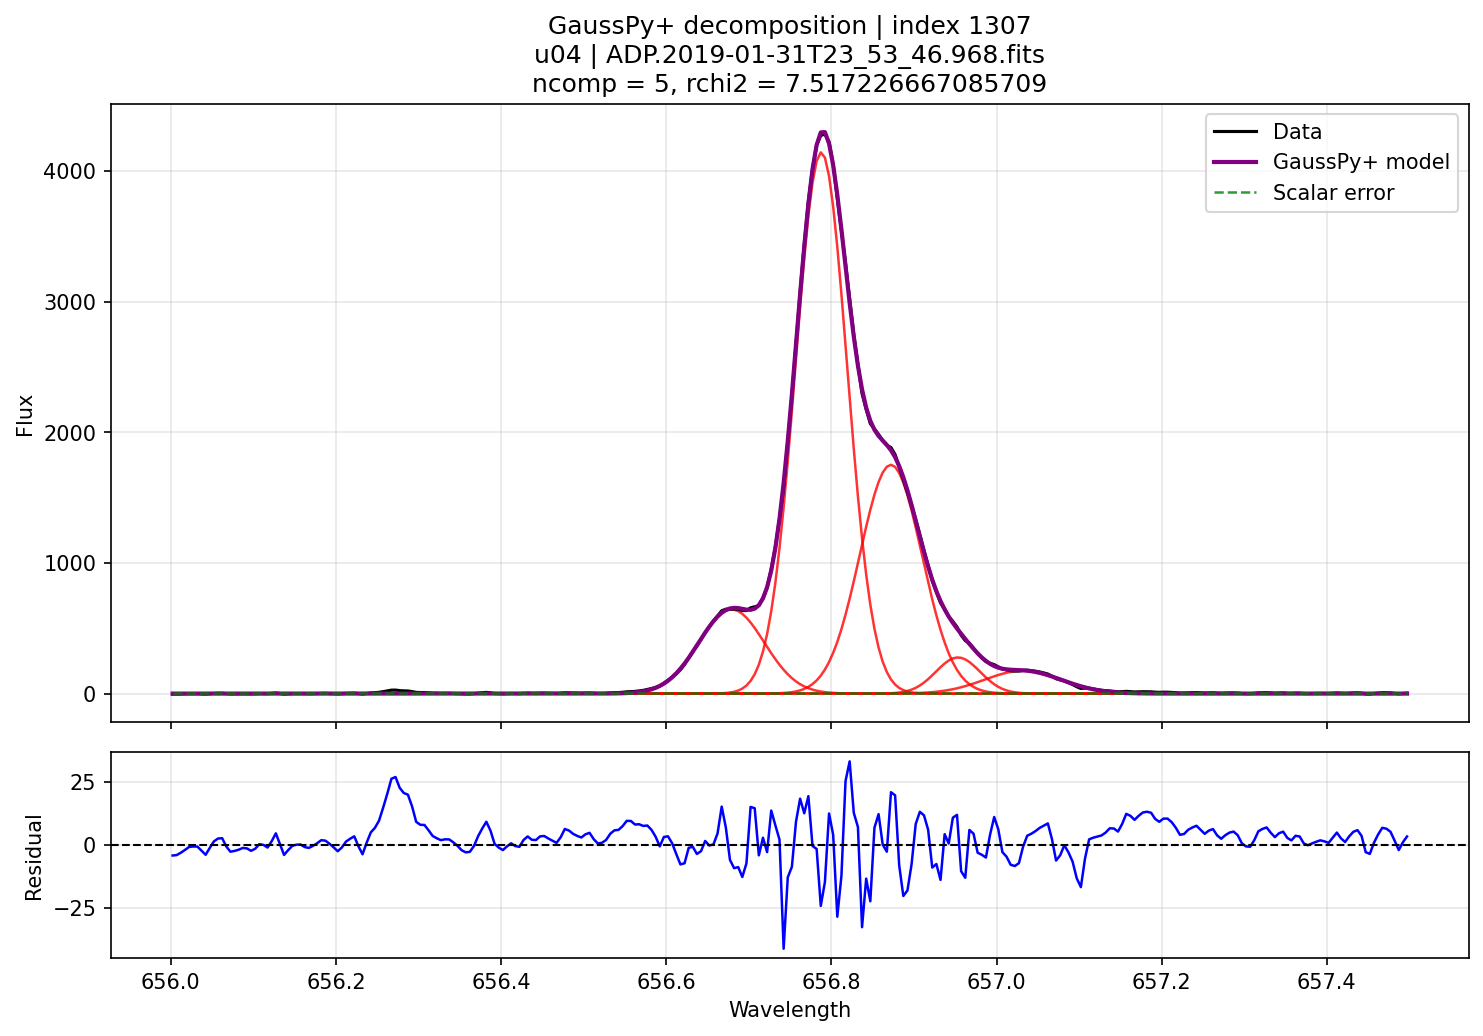 GaussPy+ decomposition | index 1307
u04 | ADP.2019-01-31T23_53_46.968.fits
ncomp = 5, rchi2 = 7.517226667085709
Data
GaussPy+ model
Scalar error
4000
3000
2000
1000
0
Flux
25
0
−25
Residual
656.0 656.2 656.4 656.6 656.8 657.0 657.2 657.4
Wavelength